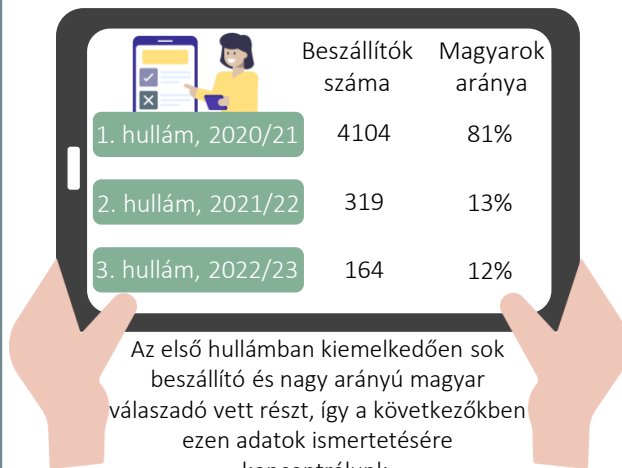 Beszállítók száma
Magyarok aránya
1. hullám, 2020/21 4104 81%
2. hullám, 2021/22 319 13%
3. hullám, 2022/23 164 12%
Az első hullámban kiemelkedően sok
beszállító és nagy arányú magyar
válaszadó vett részt, így a következőkben
ezen adatok ismertetésére